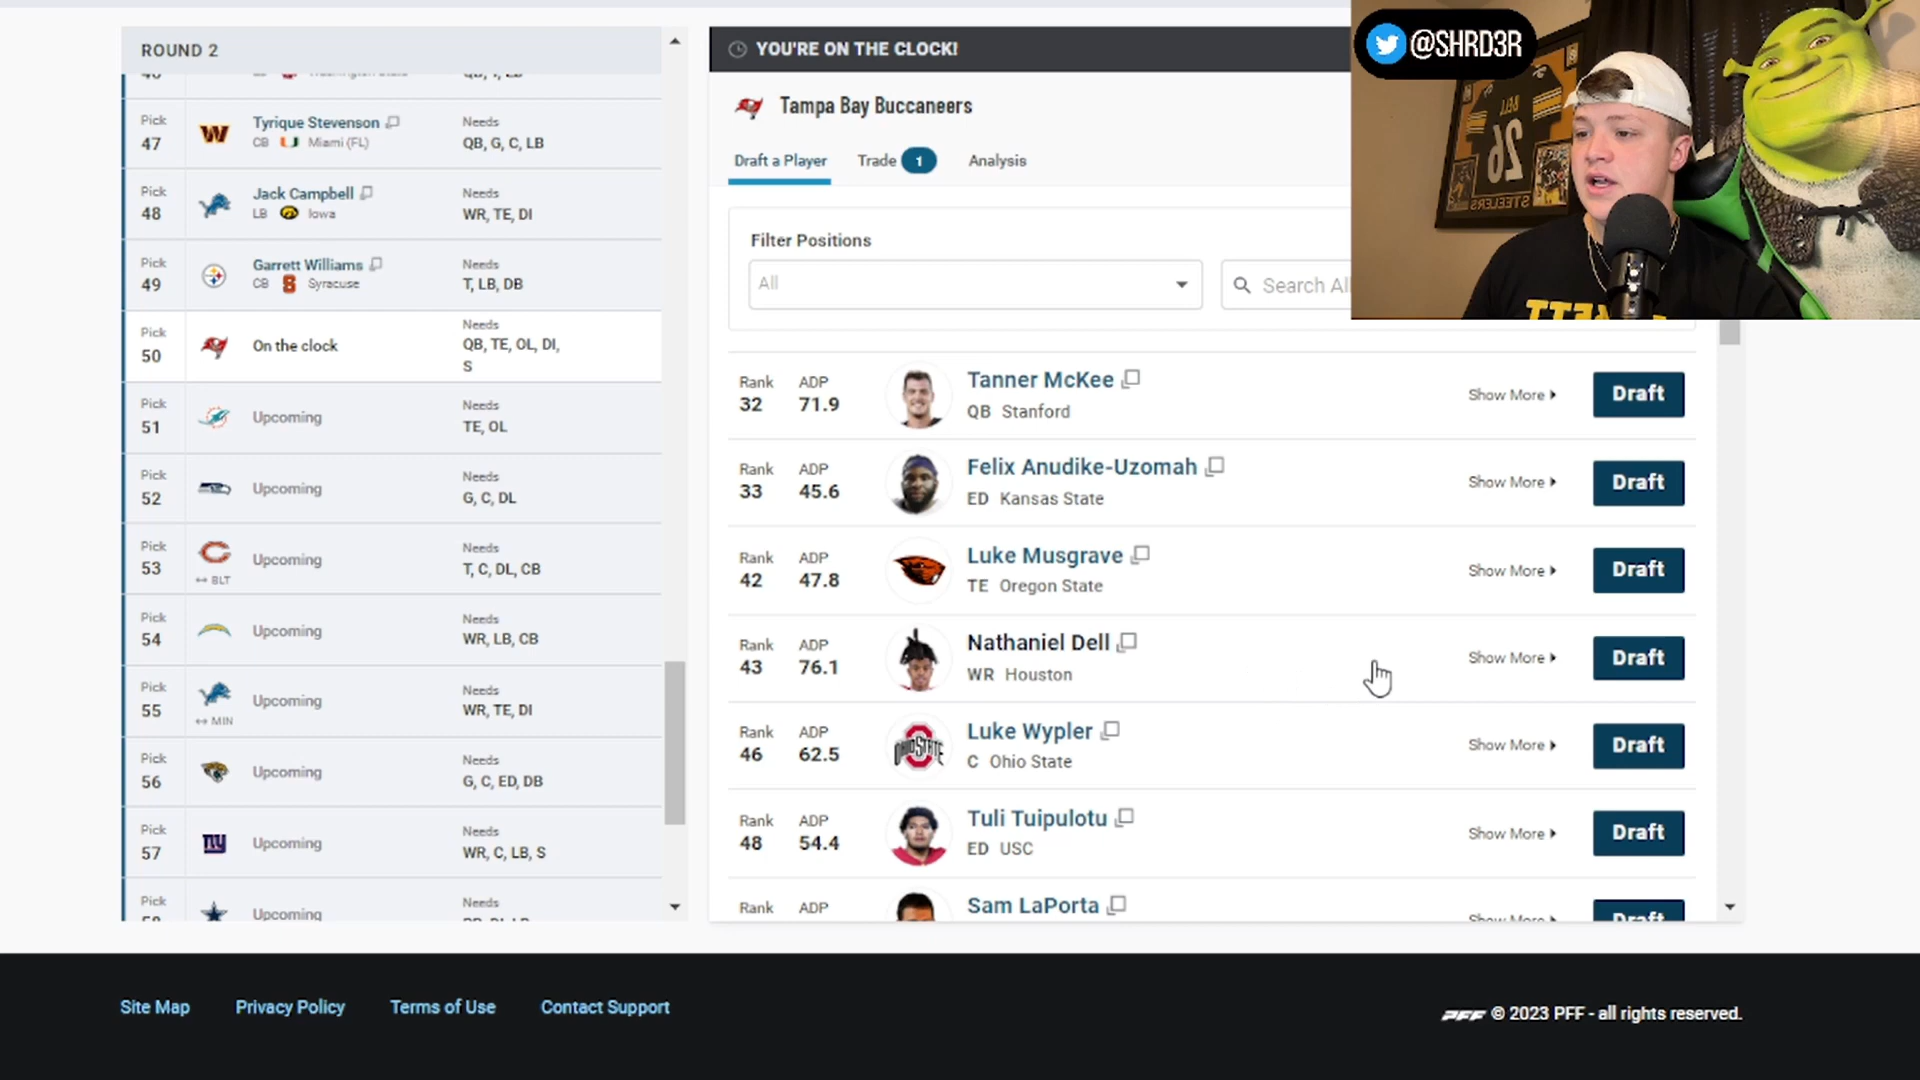 ROUND 2
Pick 47
Tyrique Stevenson
CB Miami (FL)
Needs
QB, G, C, LB
Pick 48
Jack Campbell
LB Iowa
Needs
WR, TE, DI
Pick 49
Garrett Williams
CB Syracuse
Needs
T, LB, DB
Pick 50
On the clock
Needs
QB, TE, OL, DI,
S
Pick 51
Upcoming
Needs
TE, OL
Pick 52
Upcoming
Needs
G, C, DL
Pick 53
↔ BLT
Upcoming
Needs
T, C, DL, CB
Pick 54
Upcoming
Needs
WR, LB, CB
Pick 55
↔ MIN
Upcoming
Needs
WR, TE, DI
Pick 56
Upcoming
Needs
G, C, ED, DB
Pick 57
Upcoming
Needs
WR, C, LB, S
Pick
Upcoming
Needs
YOU'RE ON THE CLOCK!
Tampa Bay Buccaneers
Draft a Player Trade 1 Analysis
Filter Positions
All
Search All
Rank 32 ADP 71.9
Tanner McKee
QB Stanford
Show More
Draft
Rank 33 ADP 45.6
Felix Anudike-Uzomah
ED Kansas State
Show More
Draft
Rank 42 ADP 47.8
Luke Musgrave
TE Oregon State
Show More
Draft
Rank 43 ADP 76.1
Nathaniel Dell
WR Houston
Show More
Draft
Rank 46 ADP 62.5
Luke Wypler
C Ohio State
Show More
Draft
Rank 48 ADP 54.4
Tuli Tuipulotu
ED USC
Show More
Draft
Rank ADP
Sam LaPorta
Show More
Draft
@SHRD3R
BELL
26
STEELERS
Site Map Privacy Policy Terms of Use Contact Support
PFF © 2023 PFF - all rights reserved.